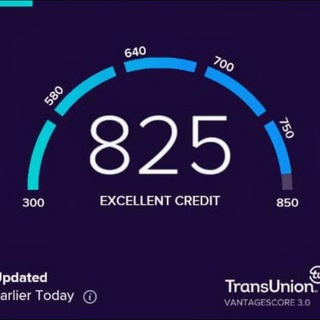 640
700
580
750
825
300
EXCELLENT CREDIT
850
Updated
arlier Today
TransUnion
VANTAGESCORE 3.0